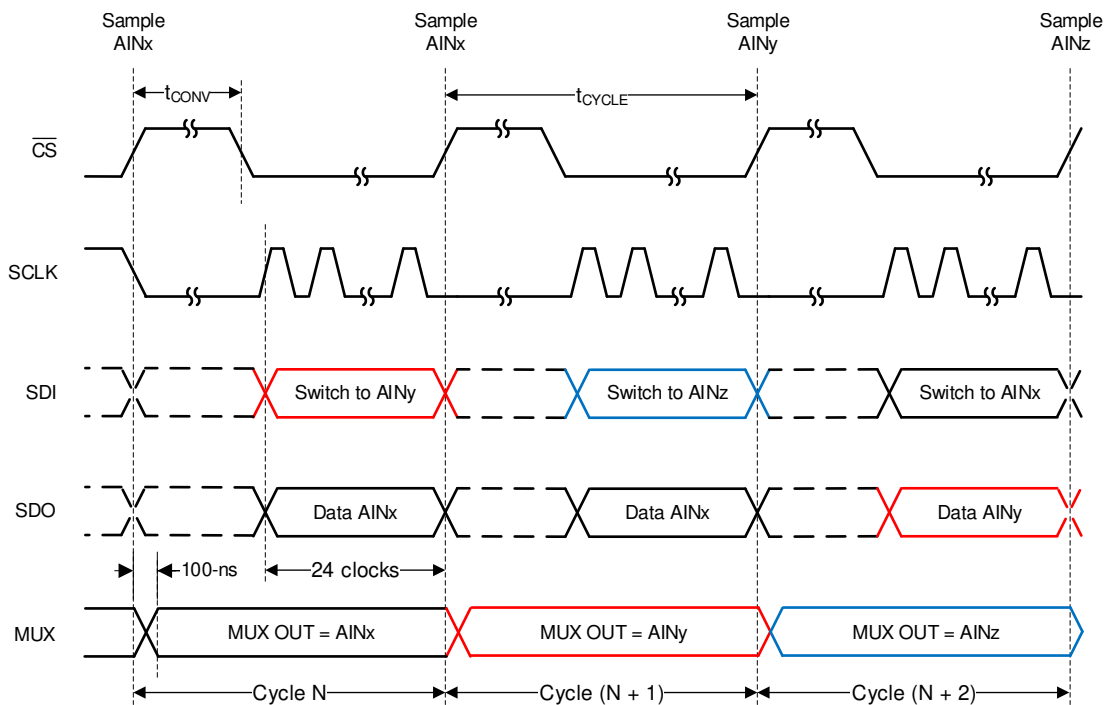 Sample
AINx
Sample
AINx
Sample
AINy
Sample
AINz
tCONV
tCYCLE
CS
SCLK
SDI
Switch to AINy
Switch to AINz
Switch to AINx
SDO
Data AINx
Data AINx
Data AINy
100-ns
24 clocks
MUX
MUX OUT = AINx
MUX OUT = AINy
MUX OUT = AINz
Cycle N
Cycle (N + 1)
Cycle (N + 2)